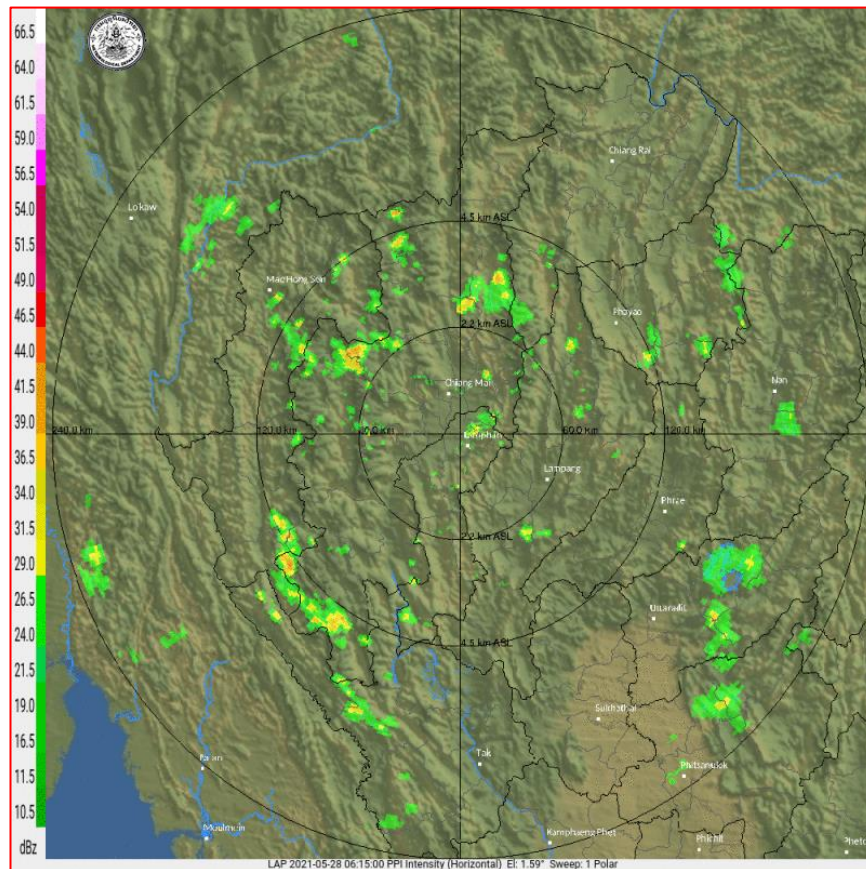 66.5
64.0
61.5
59.0
56.5
54.0
51.5
49.0
46.5
44.0
41.5
39.0
36.5
34.0
31.5
29.0
26.5
24.0
21.5
19.0
16.5
14.0
11.5
10.5
dBz
Chiang Rai
Loikaw
4.5 km ASL
Mae Hong Son
Phayao
2.2 km ASL
Chiang Mai
Nan
240.0 km
120.0 km
60.0 km
120.0 km
Lamphun
Lampang
Phrae
2.2 km ASL
Uttaradit
4.5 km ASL
Sukhothai
Tak
Pa-an
Phitsanulok
Moulmein
Kamphaeng Phet
Phichit
Phetc
LAP 2021-05-28 06:15:00 PPI Intensity (Horizontal) El: 1.59° Sweep: 1 Polar